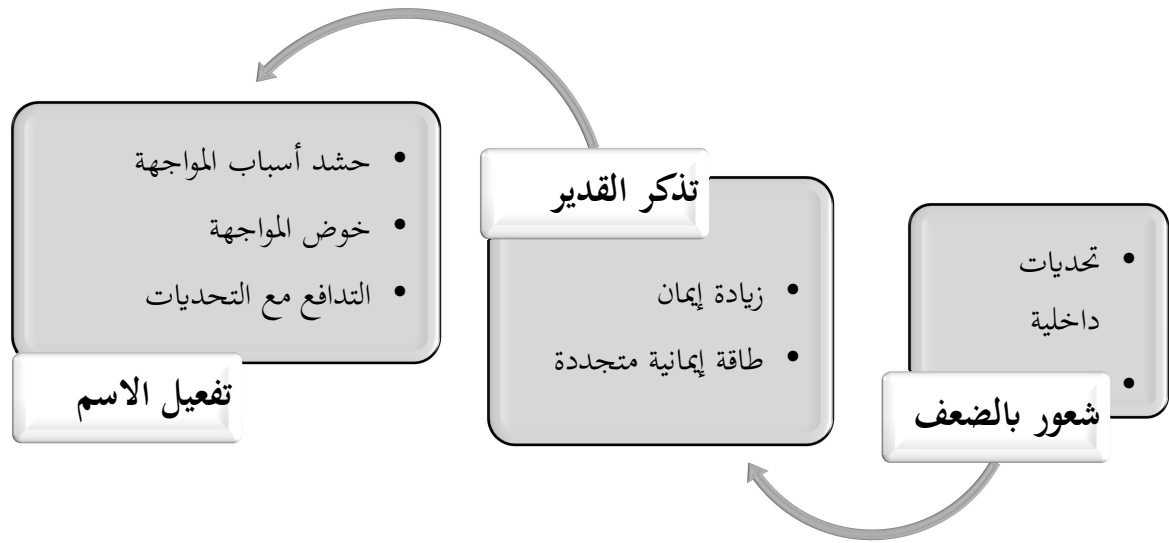 • تحديات
داخلية
•
شعور بالضعف
تذكر القدير
• زيادة إيمان
• طاقة إيمانية متجددة
• حشد أسباب المواجهة
• خوض المواجهة
• التدافع مع التحديات
تفعيل الاسم